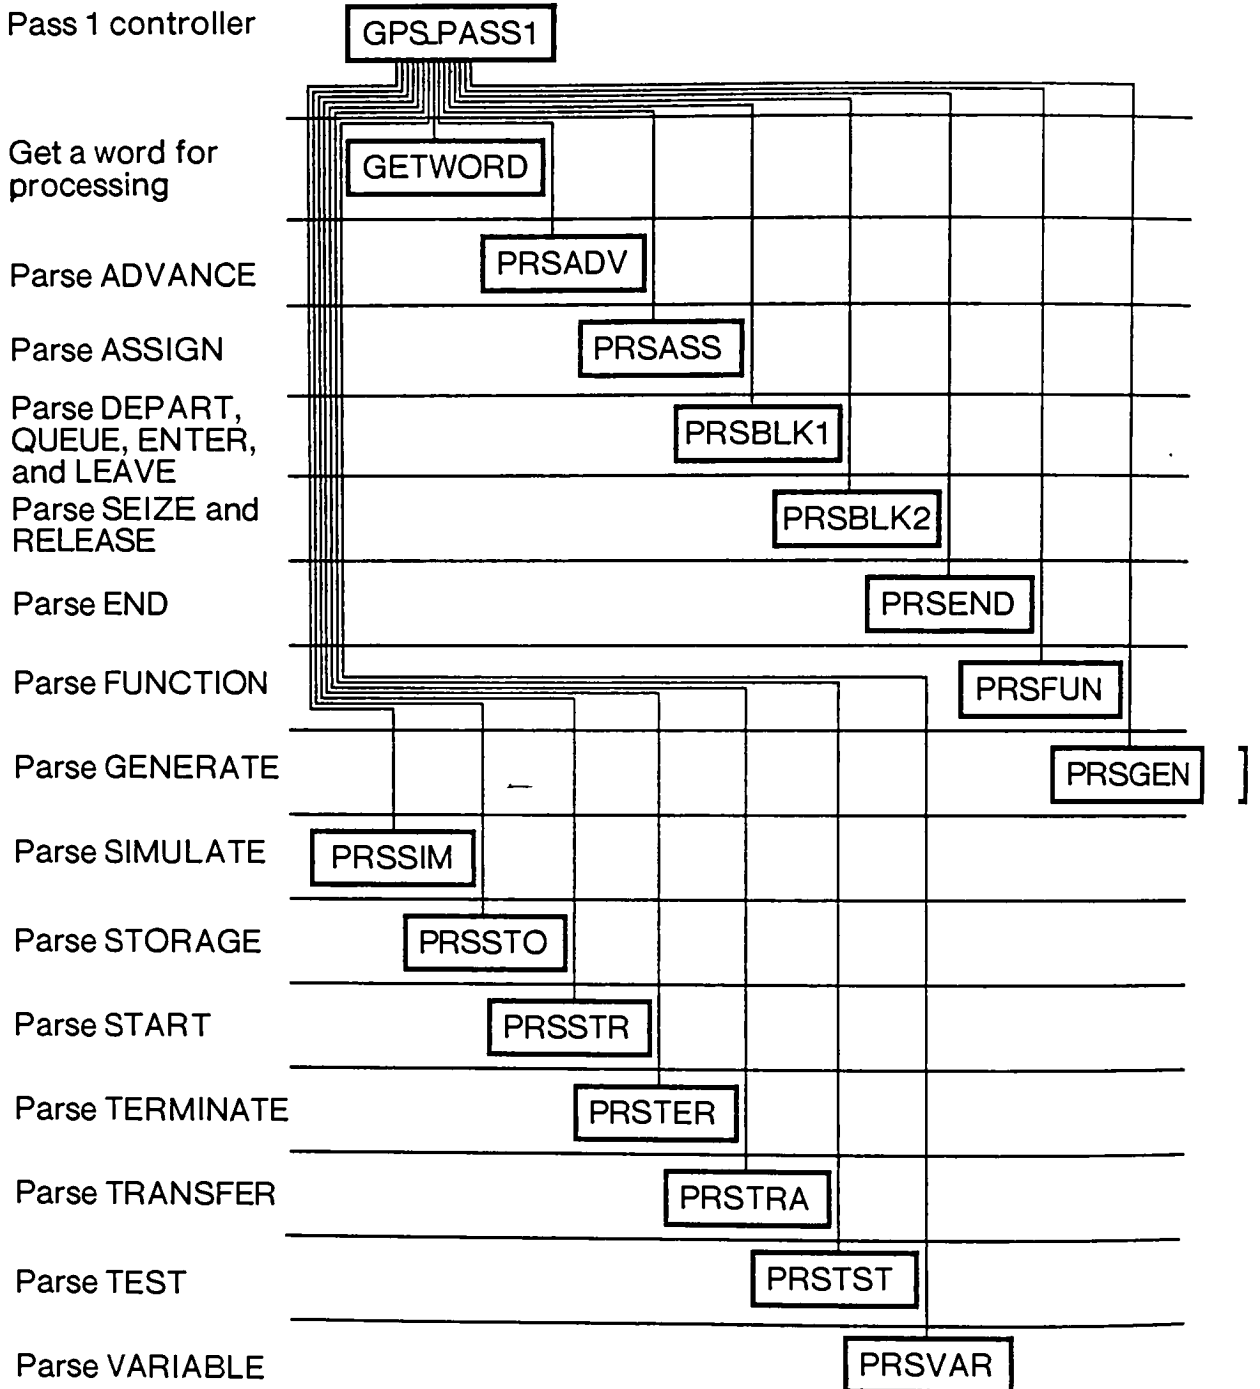 Pass 1 controller
GPS_PASS1
Get a word for
processing
GETWORD
Parse ADVANCE
PRSADV
Parse ASSIGN
PRSASS
Parse DEPART,
QUEUE, ENTER,
and LEAVE
PRSBLK1
Parse SEIZE and
RELEASE
PRSBLK2
Parse END
PRSEND
Parse FUNCTION
PRSFUN
Parse GENERATE
PRSGEN
Parse SIMULATE
PRSSIM
Parse STORAGE
PRSSTO
Parse START
PRSSTR
Parse TERMINATE
PRSTER
Parse TRANSFER
PRSTRA
Parse TEST
PRSTST
Parse VARIABLE
PRSVAR